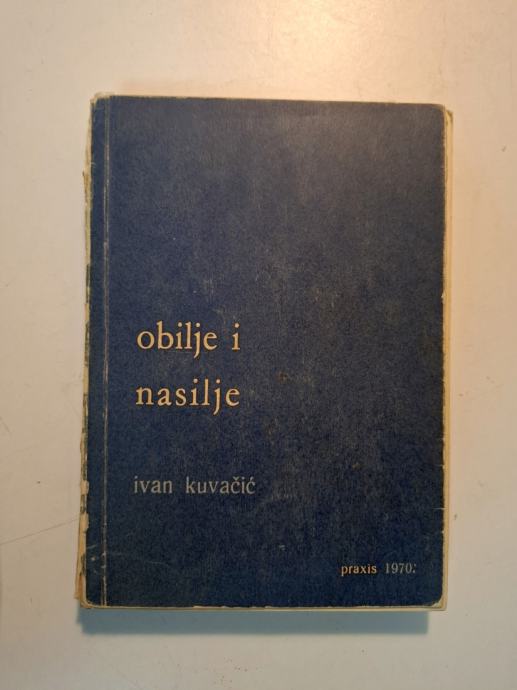 obilje i
nasilje
ivan kuvačić
praxis 1970.